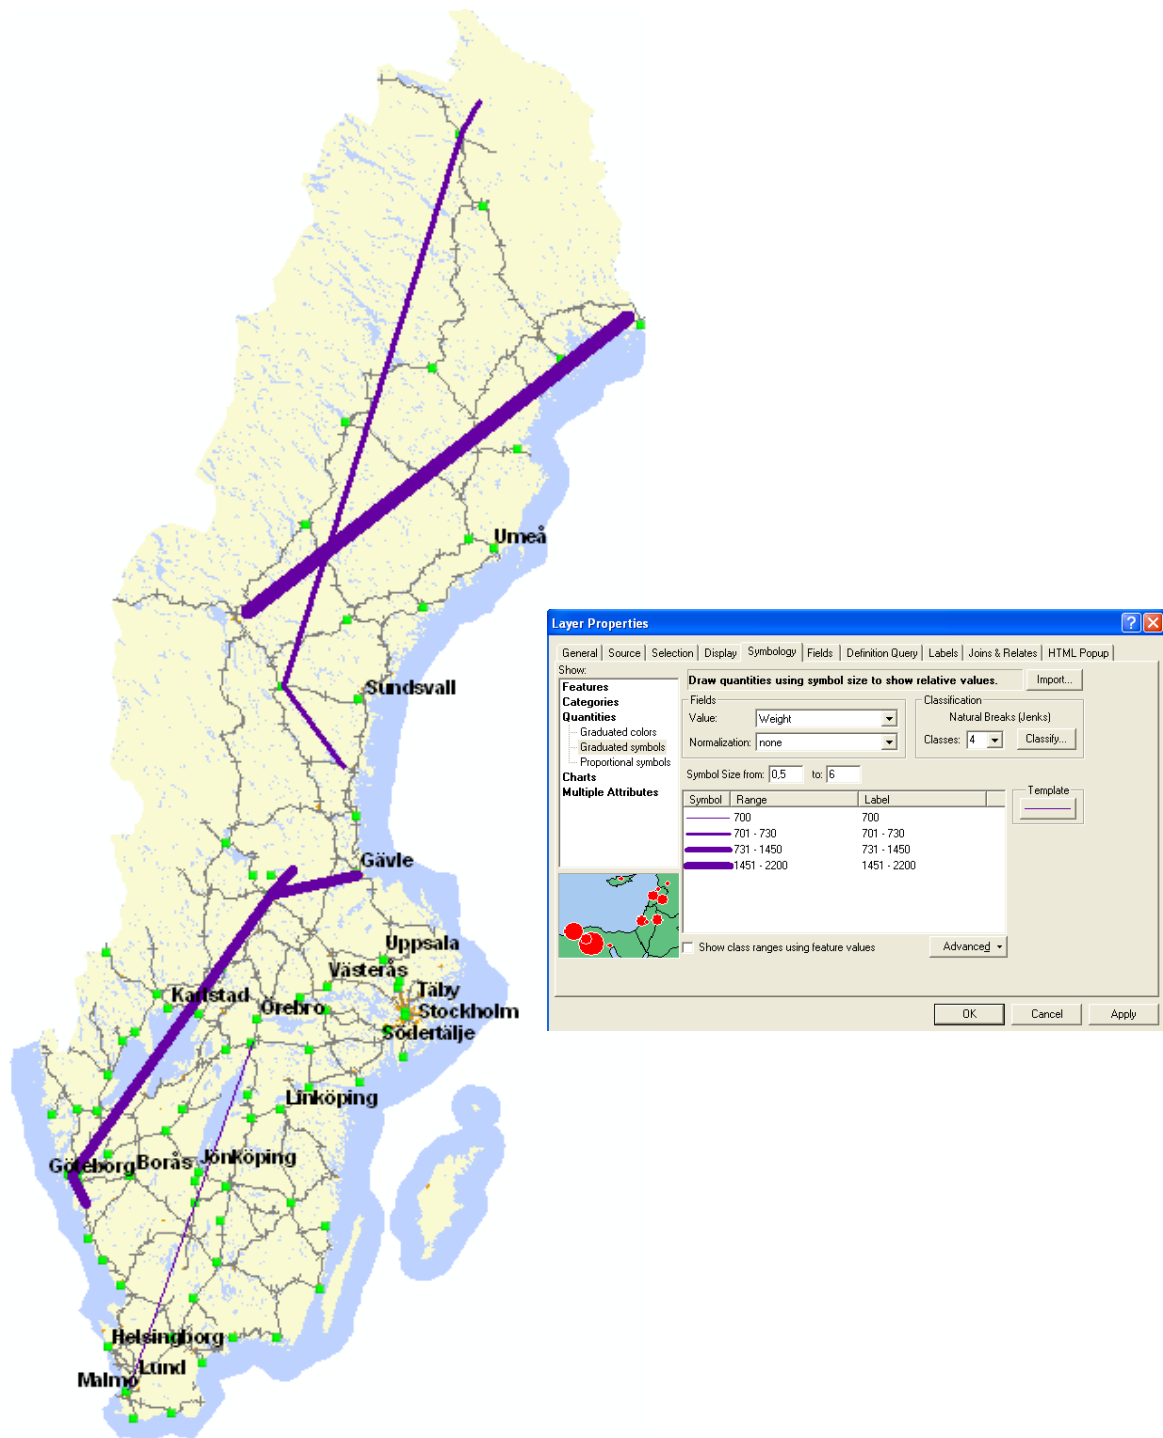 Umeå
Sundsvall
Gävle
Uppsala
Västerås
Täby
Karlstad
Örebro
Stockholm
Södertälje
Linköping
Göteborg
Borås
Jönköping
Helsingborg
Lund
Malmö
Layer Properties
General Source Selection Display Symbology Fields Definition Query Labels Joins & Relates HTML Popup
Show:
Features
Categories
Quantities
Graduated colors
Graduated symbols
Proportional symbols
Charts
Multiple Attributes
Draw quantities using symbol size to show relative values.
Import...
Fields
Value: Weight
Normalization: none
Classification
Natural Breaks (Jenks)
Classes: 4 Classify...
Symbol Size from: 0,5 to: 6
Symbol Range Label
700 700
701 - 730 701 - 730
731 - 1450 731 - 1450
1451 - 2200 1451 - 2200
Template
Show class ranges using feature values
Advanced
OK Cancel Apply